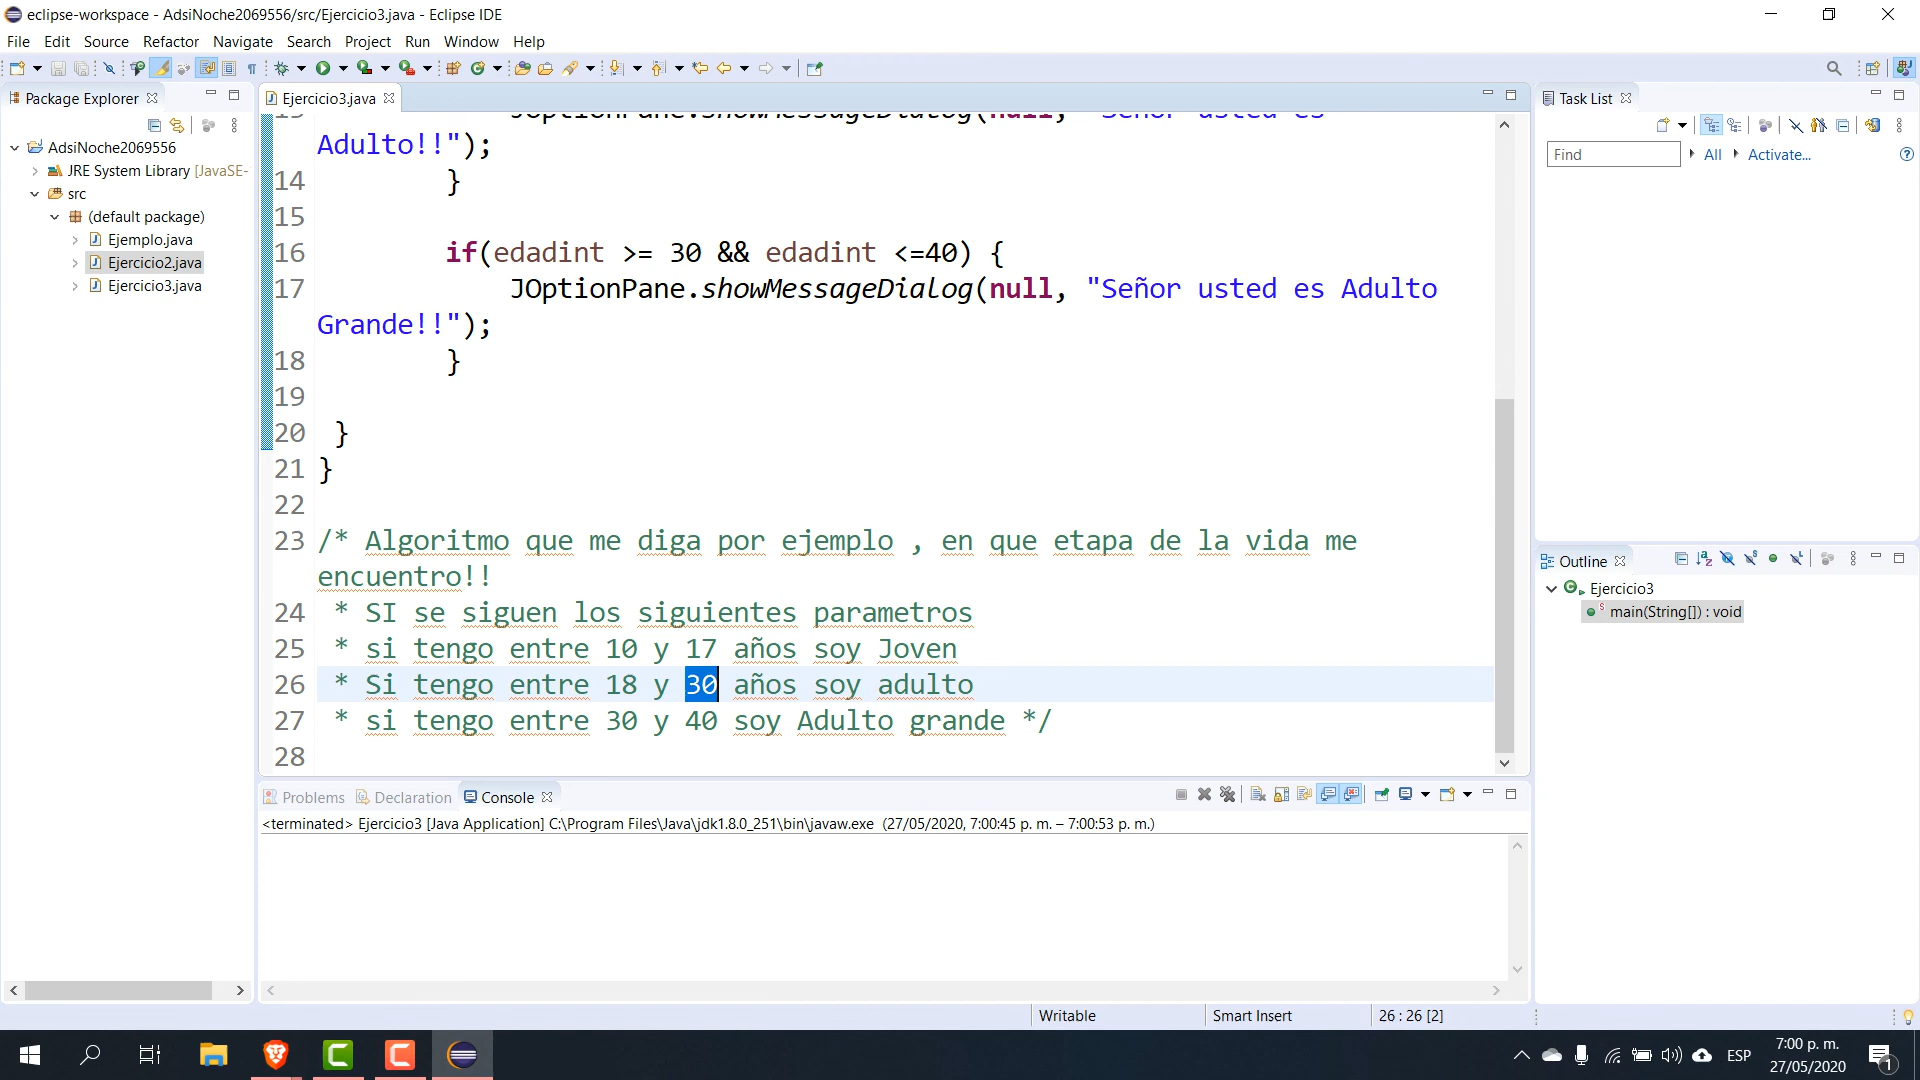 eclipse-workspace - AdsiNoche2069556/src/Ejercicio3.java - Eclipse IDE
File Edit Source Refactor Navigate Search Project Run Window Help
Package Explorer
Ejercicio3.java
Task List
AdsiNoche2069556
JRE System Library [JavaSE-
src
(default package)
Ejemplo.java
Ejercicio2.java
Ejercicio3.java
13 JOptionPane.showMessageDialog(null, "Señor usted es
Adulto!!");
14 }
15
16 if(edadint >= 30 && edadint <=40) {
17 JOptionPane.showMessageDialog(null, "Señor usted es Adulto
Grande!!");
18 }
19
20 }
21 }
22
23 /* Algoritmo que me diga por ejemplo , en que etapa de la vida me
encuentro!!
24 * SI se siguen los siguientes parametros
25 * si tengo entre 10 y 17 años soy Joven
26 * Si tengo entre 18 y 30 años soy adulto
27 * si tengo entre 30 y 40 soy Adulto grande */
28
Find All Activate...
Outline
Ejercicio3
main(String[]) : void
Problems Declaration Console
<terminated> Ejercicio3 [Java Application] C:\Program Files\Java\jdk1.8.0_251\bin\javaw.exe (27/05/2020, 7:00:45 p. m. – 7:00:53 p. m.)
Writable Smart Insert 26 : 26 [2]
ESP
7:00 p. m.
27/05/2020
1